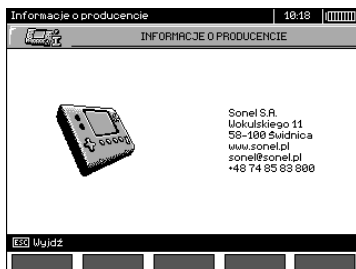 Informacje o producencie 10:18
INFORMACJE O PRODUCENCIE
Sonel S.A.
Wokulskiego 11
58-100 Świdnica
www.sonel.pl
sonel@sonel.pl
+48 74 85 83 800
ESC Wyjdź